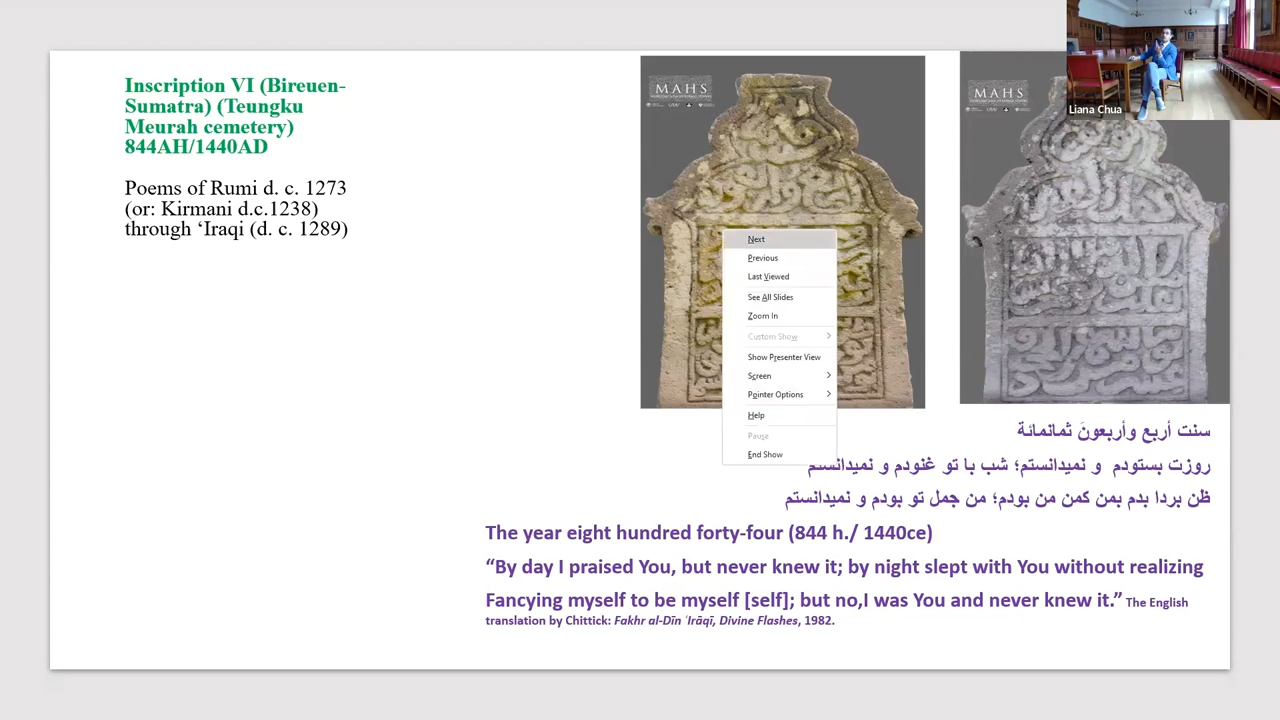 Inscription VI (Bireuen-
Sumatra) (Teungku
Meurah cemetery)
844AH/1440AD
Poems of Rumi d. c. 1273
(or: Kirmani d.c.1238)
through ‘Iraqi (d. c. 1289)
MAHS
MAHS
Liana Chua
Next
Previous
Last Viewed
See All Slides
Zoom In
Custom Show
Show Presenter View
Screen
Pointer Options
Help
Pause
End Show
سنت أربع وأربعونَ ثمانمائة
روزت بستودم و نمیدانستم؛ شب با تو غنودم و نمیدانستم
ظن بردا بدم بمن كمن من بودم؛ من جمل تو بودم و نمیدانستم
The year eight hundred forty-four (844 h./ 1440ce)
“By day I praised You, but never knew it; by night slept with You without realizing
Fancying myself to be myself [self]; but no,I was You and never knew it.” The English
translation by Chittick: Fakhr al-Dīn ʿIrāqī, Divine Flashes, 1982.